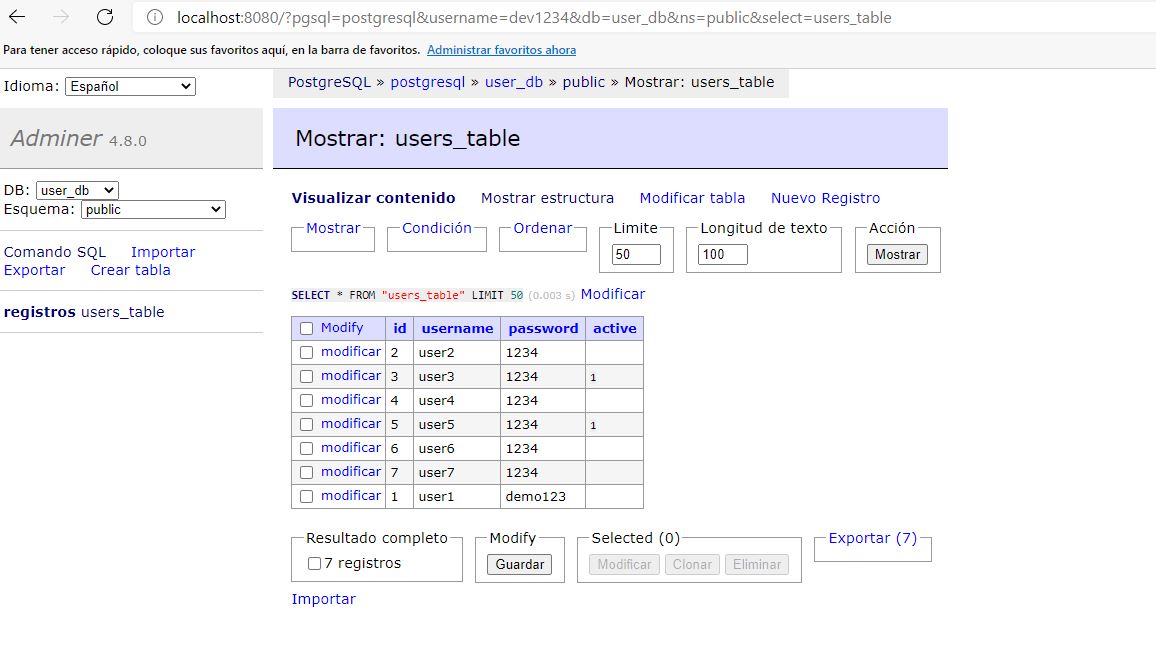 localhost:8080/?pgsql=postgresql&username=dev1234&db=user_db&ns=public&select=users_table
Para tener acceso rápido, coloque sus favoritos aquí, en la barra de favoritos. Administrar favoritos ahora
Idioma: Español
PostgreSQL » postgresql » user_db » public » Mostrar: users_table
Adminer 4.8.0
Mostrar: users_table
DB: user_db
Esquema: public
Visualizar contenido Mostrar estructura Modificar tabla Nuevo Registro
Mostrar Condición Ordenar Limite Longitud de texto Acción
50 100 Mostrar
Comando SQL Importar
Exportar Crear tabla
registros users_table
SELECT * FROM "users_table" LIMIT 50 (0.003 s) Modificar
Modify id username password active
modificar 2 user2 1234
modificar 3 user3 1234 1
modificar 4 user4 1234
modificar 5 user5 1234 1
modificar 6 user6 1234
modificar 7 user7 1234
modificar 1 user1 demo123
Resultado completo Modify Selected (0) Exportar (7)
7 registros Guardar Modificar Clonar Eliminar
Importar